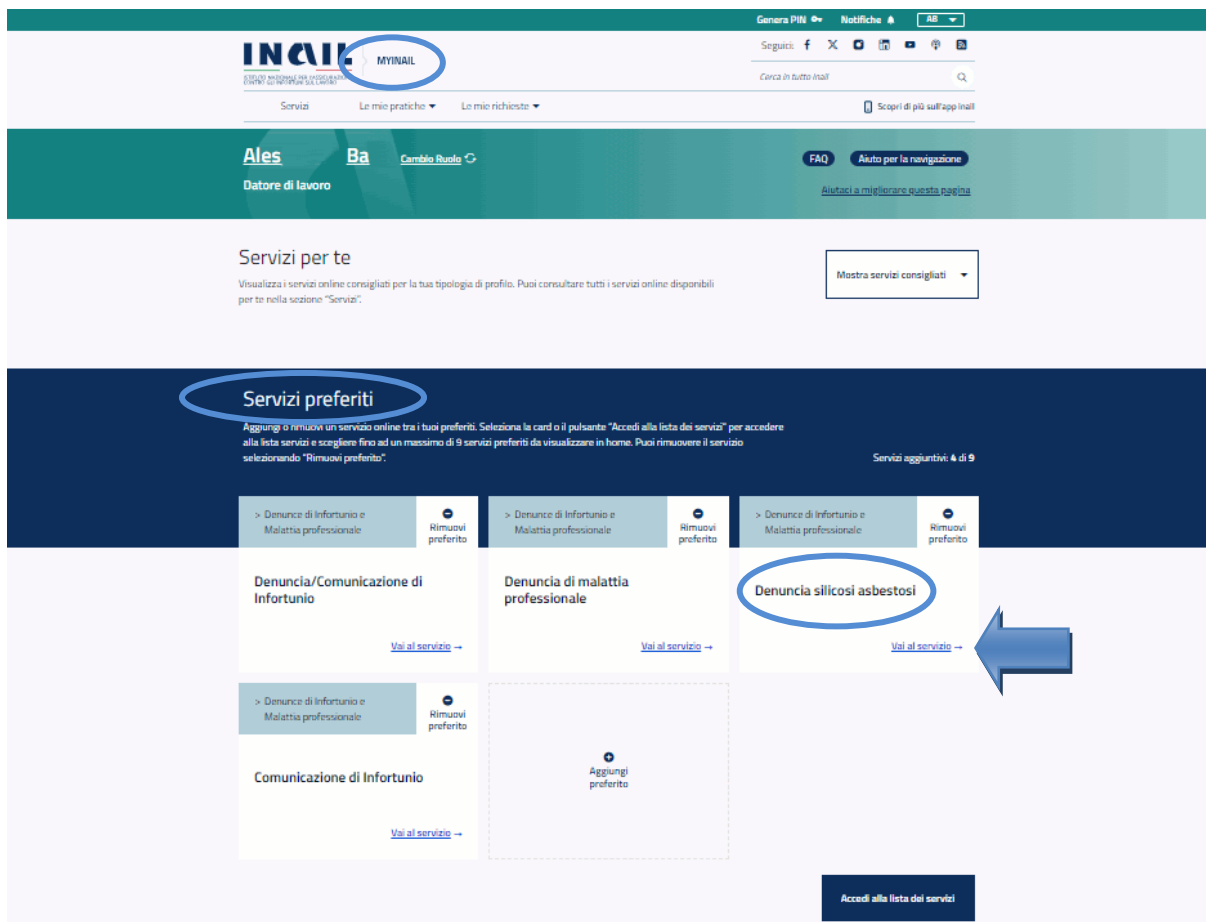 Genera PIN Notifiche AB
INAIL MYINAIL
ISTITUTO NAZIONALE PER L'ASSICURAZIONE
CONTRO GLI INFORTUNI SUL LAVORO
Seguici:
Cerca in tutto Inail
Servizi Le mie pratiche Le mie richieste
Scopri di più sull'app inail
Ales Ba Cambio Ruolo
Datore di lavoro
FAQ Aiuto per la navigazione
Aiutaci a migliorare questa pagina
Servizi per te
Visualizza i servizi online consigliati per la tua tipologia di profilo. Puoi consultare tutti i servizi online disponibili
per te nella sezione "Servizi".
Mostra servizi consigliati
Servizi preferiti
Aggiungi o rimuovi un servizio online tra i tuoi preferiti. Seleziona la card o il pulsante "Accedi alla lista dei servizi" per accedere
alla lista servizi e scegliere fino ad un massimo di 9 servizi preferiti da visualizzare in home. Puoi rimuovere il servizio
selezionando "Rimuovi preferito".
Servizi aggiuntivi: 4 di 9
> Denunce di Infortunio e
Malattia professionale
Rimuovi
preferito
Denuncia/Comunicazione di
Infortunio
Vai al servizio →
> Denunce di Infortunio e
Malattia professionale
Rimuovi
preferito
Denuncia di malattia
professionale
Vai al servizio →
> Denunce di Infortunio e
Malattia professionale
Rimuovi
preferito
Denuncia silicosi asbestosi
Vai al servizio →
> Denunce di Infortunio e
Malattia professionale
Rimuovi
preferito
Comunicazione di Infortunio
Vai al servizio →
Aggiungi
preferito
Accedi alla lista dei servizi